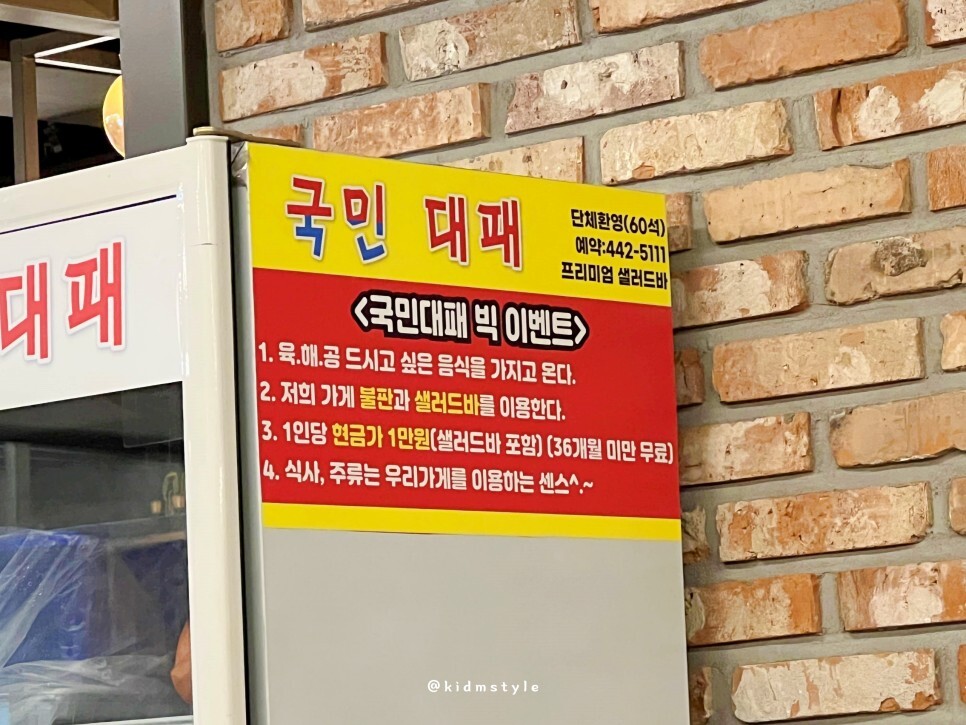 대패
국민 대패
단체환영(60석)
예약:442-5111
프리미엄 샐러드바
<국민대패 빅 이벤트>
1. 육.해.공 드시고 싶은 음식을 가지고 온다.
2. 저희 가게 불판과 샐러드바를 이용한다.
3. 1인당 현금가 1만원(샐러드바 포함) (36개월 미만 무료)
4. 식사, 주류는 우리가게를 이용하는 센스^.~
@kidmstyle